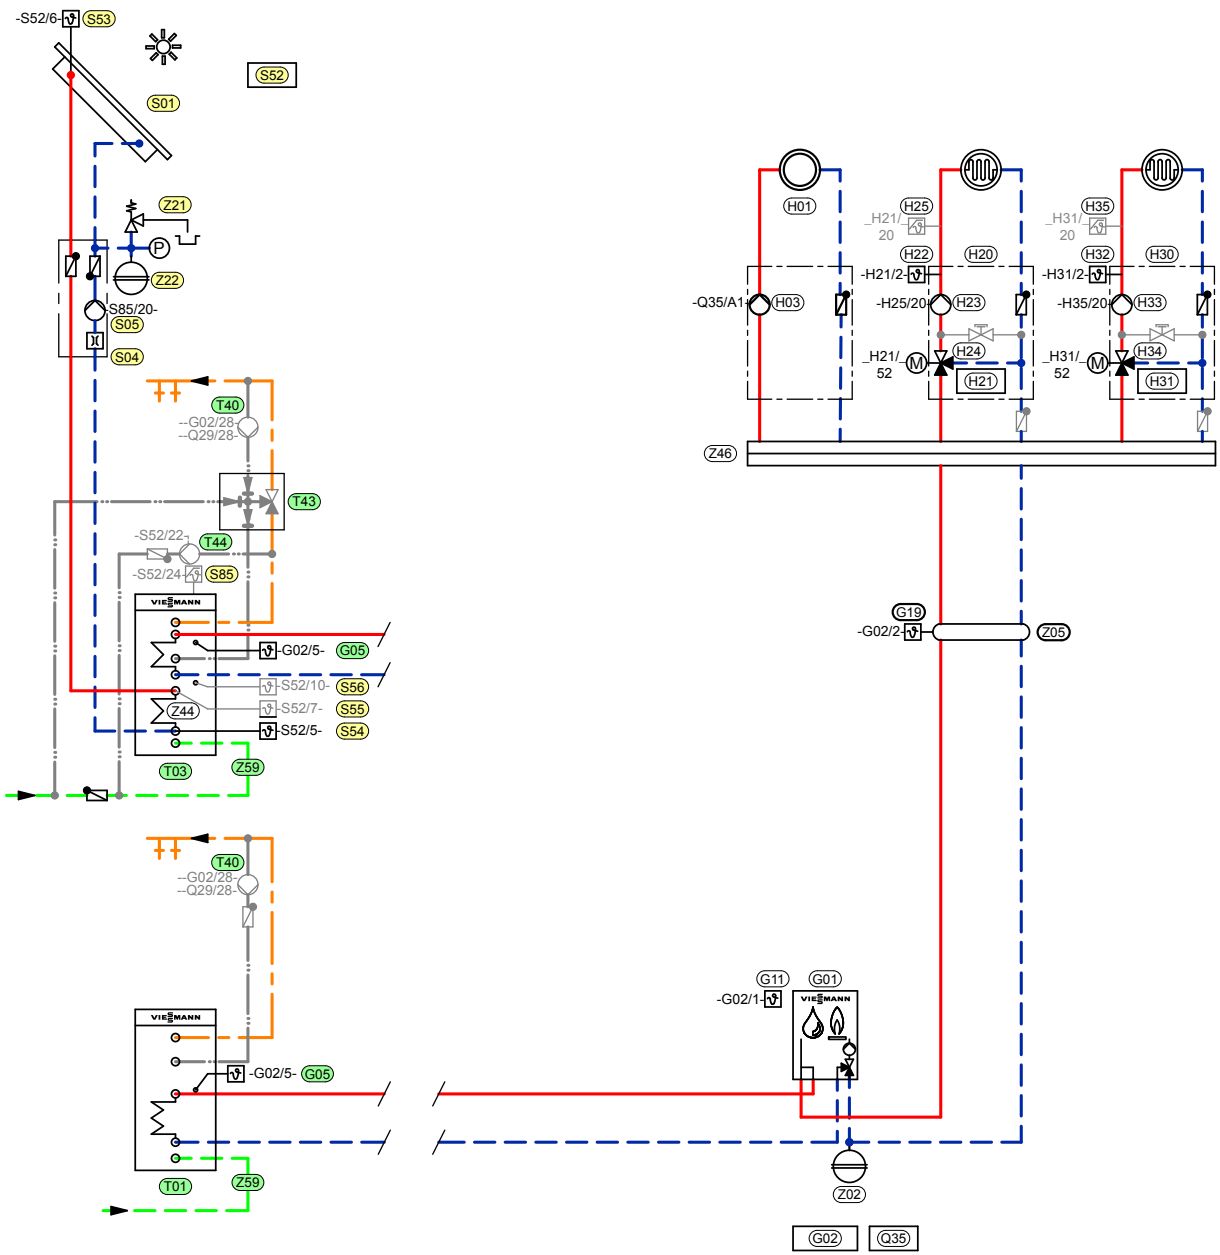 -S52/6-
S53
S52
S01
Z21
P
Z22
-S85/20-
S05
S04
H01
H25
_H21/_
20
H22
H20
-H21/2-
-Q35/A1-
H03
-H25/20-
H23
_H21/_
52
M
H24
H21
H35
_H31/_
20
H32
H30
-H31/2-
-H35/20-
H33
_H31/_
52
M
H34
H31
Z46
T40
--G02/28-
--Q29/28-
T43
-S52/22-
T44
-S52/24-
S85
VIESSMANN
-G02/5-
G05
-S52/10-
S56
-S52/7-
S55
Z44
-S52/5-
S54
T03
Z59
G19
-G02/2-
Z05
T40
--G02/28-
--Q29/28-
VIESSMANN
-G02/5-
G05
T01
Z59
G11
G01
-G02/1-
VIESSMANN
Z02
G02
Q35